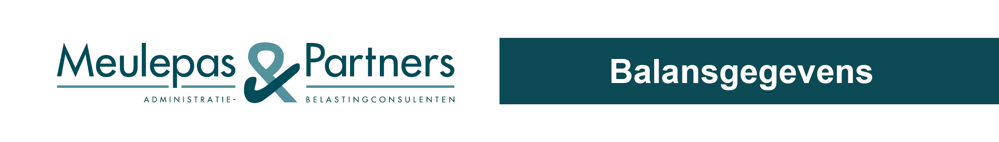 Meulepas & Partners
ADMINISTRATIE- BELASTINGCONSULENTEN
Balansgegevens